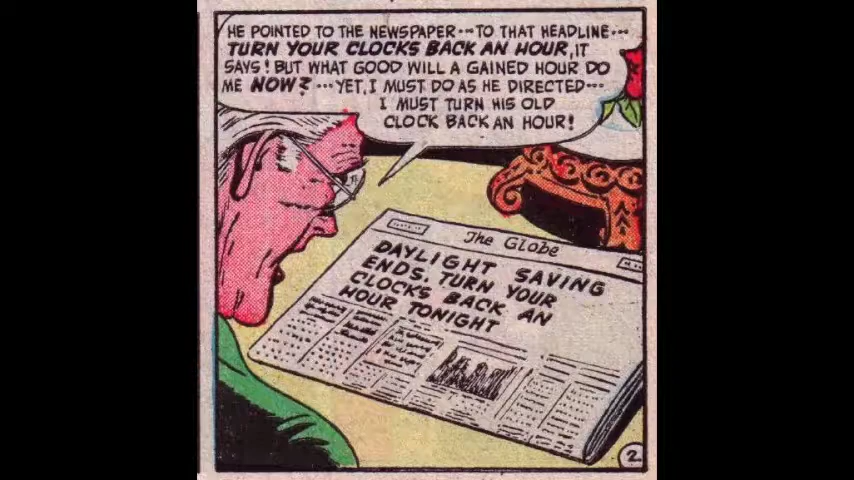 HE POINTED TO THE NEWSPAPER --- TO THAT HEADLINE ---
TURN YOUR CLOCKS BACK AN HOUR, IT
SAYS! BUT WHAT GOOD WILL A GAINED HOUR DO
ME NOW? --- YET, I MUST DO AS HE DIRECTED ---
I MUST TURN HIS OLD
CLOCK BACK AN HOUR!
The Globe
DAYLIGHT SAVING
ENDS. TURN YOUR
CLOCKS BACK AN
HOUR TONIGHT
2